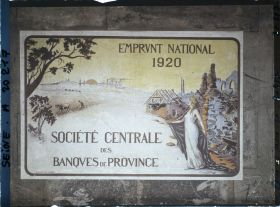 EMPRVNT NATIONAL
1920
SOCIÉTÉ CENTRALE
DES
BANQVES DE PROVINCE